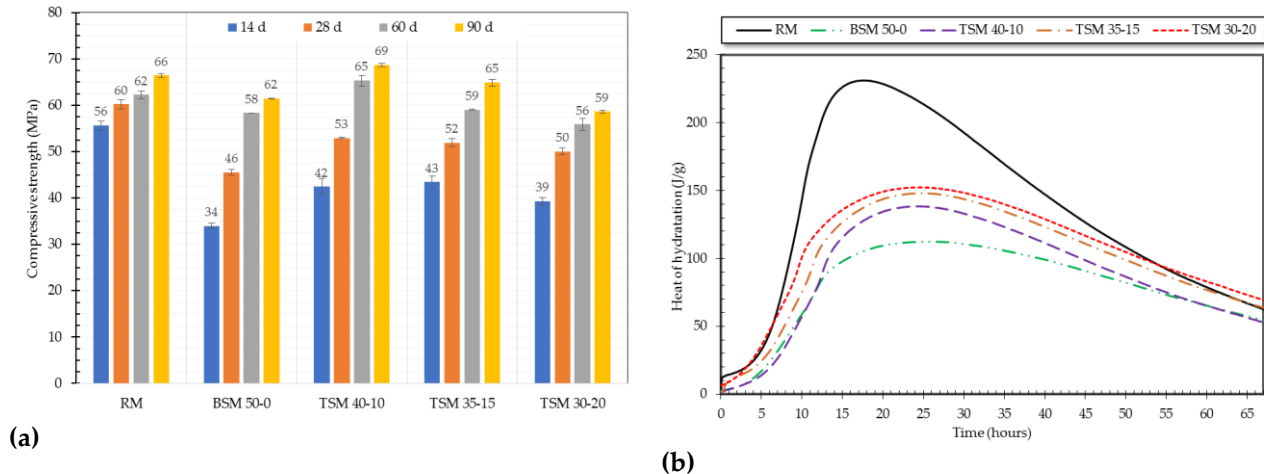 14 d 28 d 60 d 90 d
Compressive strength (MPa)
80
70
60
50
40
30
20
10
0
56 60 62 66
34 46 58 62
42 53 65 69
43 52 59 65
39 50 56 59
RM BSM 50-0 TSM 40-10 TSM 35-15 TSM 30-20
(a)
RM BSM 50-0 TSM 40-10 TSM 35-15 TSM 30-20
Heat of hydratation (J/g)
250
200
150
100
50
0
0 5 10 15 20 25 30 35 40 45 50 55 60 65
Time (hours)
(b)